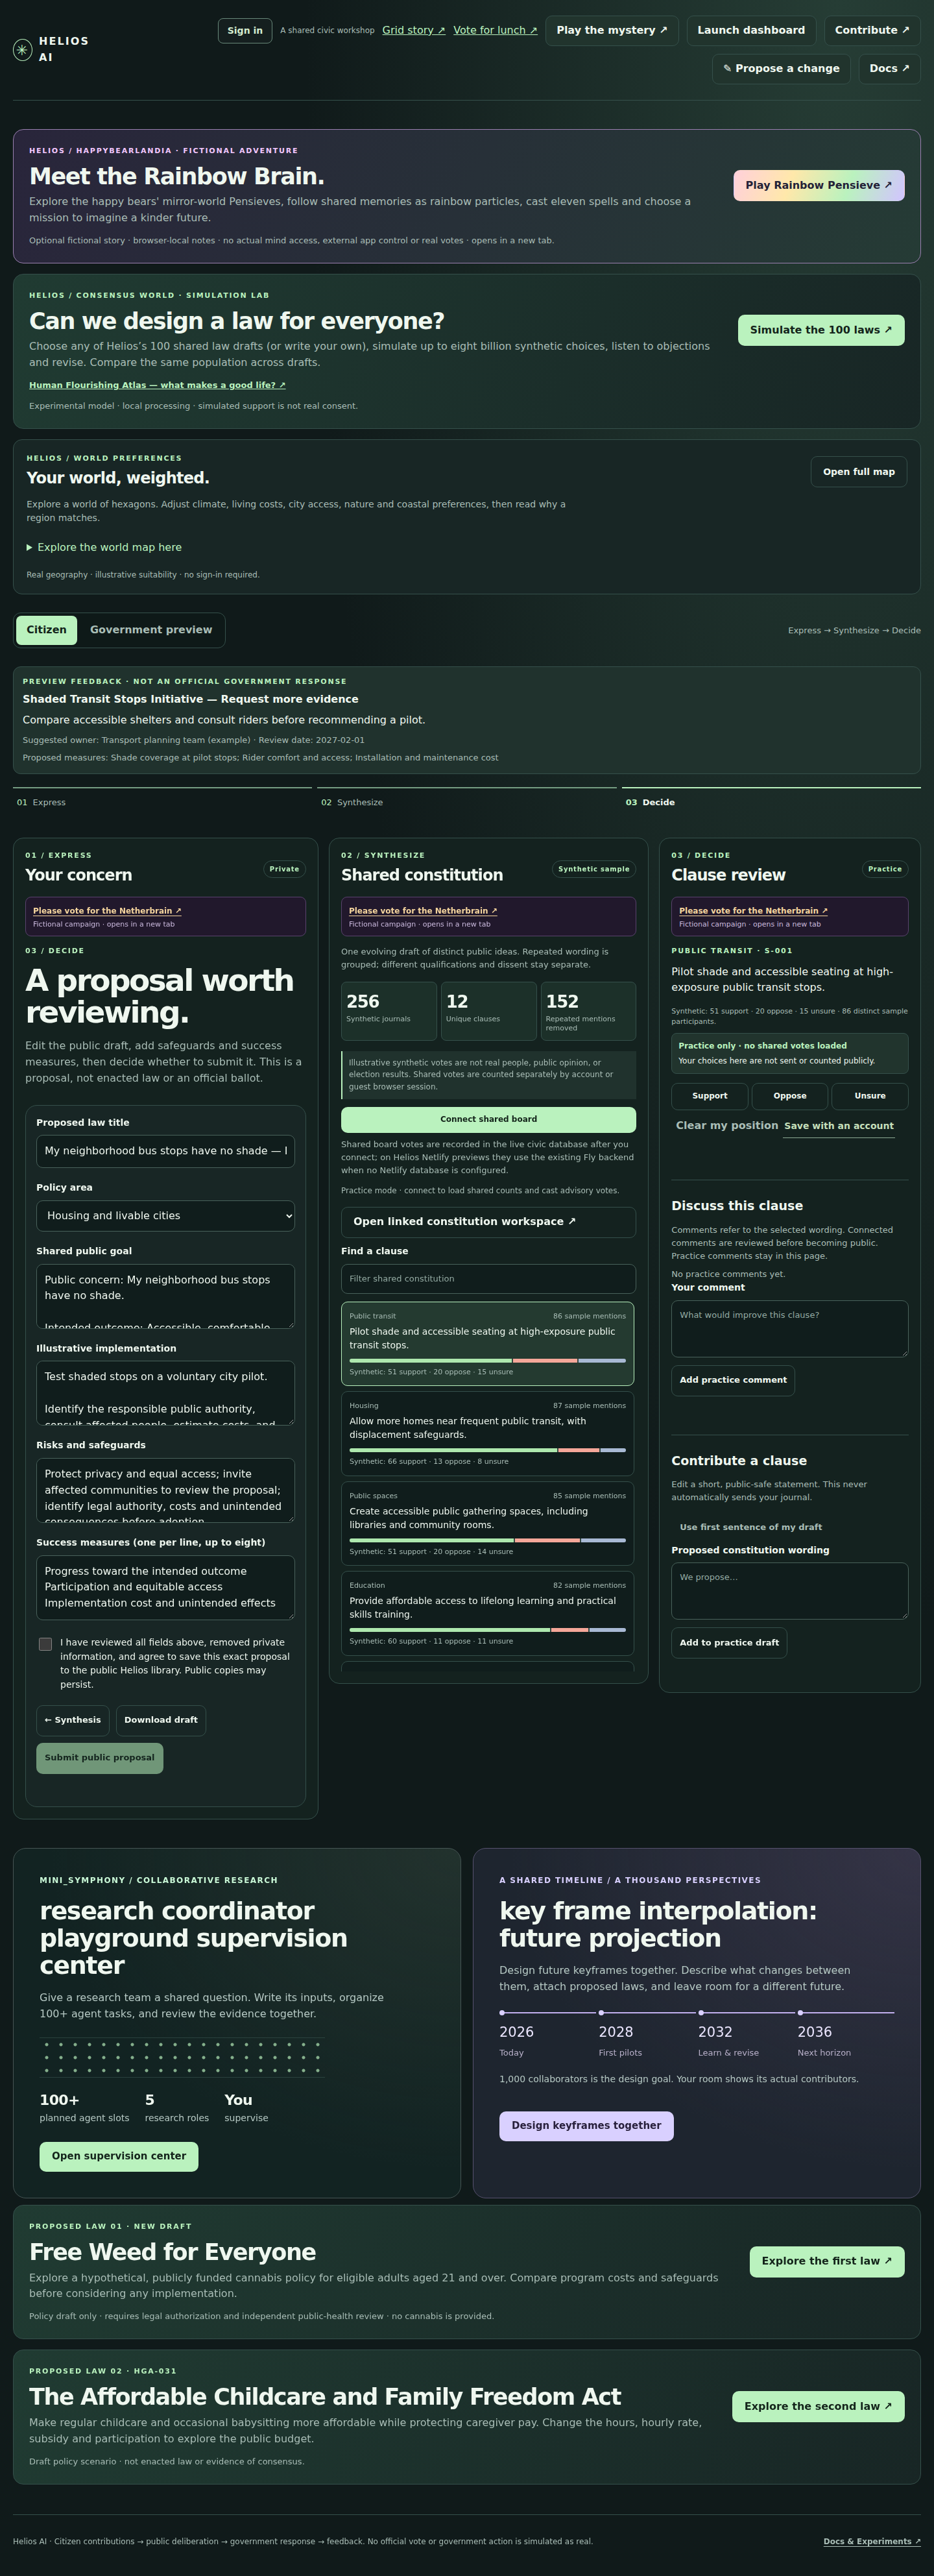 HELIOS
AI
Sign in
A shared civic workshop
Grid story ↗
Vote for lunch ↗
Play the mystery ↗
Launch dashboard
Contribute ↗
✎ Propose a change
Docs ↗
HELIOS / HAPPYBEARLANDIA · FICTIONAL ADVENTURE
Meet the Rainbow Brain.
Explore the happy bears' mirror-world Pensieves, follow shared memories as rainbow particles, cast eleven spells and choose a
mission to imagine a kinder future.
Optional fictional story · browser-local notes · no actual mind access, external app control or real votes · opens in a new tab.
Play Rainbow Pensieve ↗
HELIOS / CONSENSUS WORLD · SIMULATION LAB
Can we design a law for everyone?
Choose any of Helios’s 100 shared law drafts (or write your own), simulate up to eight billion synthetic choices, listen to objections
and revise. Compare the same population across drafts.
Human Flourishing Atlas — what makes a good life? ↗
Experimental model · local processing · simulated support is not real consent.
Simulate the 100 laws ↗
HELIOS / WORLD PREFERENCES
Your world, weighted.
Explore a world of hexagons. Adjust climate, living costs, city access, nature and coastal preferences, then read why a
region matches.
▶ Explore the world map here
Real geography · illustrative suitability · no sign-in required.
Open full map
Citizen
Government preview
Express → Synthesize → Decide
PREVIEW FEEDBACK · NOT AN OFFICIAL GOVERNMENT RESPONSE
Shaded Transit Stops Initiative — Request more evidence
Compare accessible shelters and consult riders before recommending a pilot.
Suggested owner: Transport planning team (example) · Review date: 2027-02-01
Proposed measures: Shade coverage at pilot stops; Rider comfort and access; Installation and maintenance cost
01 Express
02 Synthesize
03 Decide
01 / EXPRESS
Your concern
Private
Please vote for the Netherbrain ↗
Fictional campaign · opens in a new tab
03 / DECIDE
A proposal worth
reviewing.
Edit the public draft, add safeguards and success
measures, then decide whether to submit it. This is a
proposal, not enacted law or an official ballot.
Proposed law title
My neighborhood bus stops have no shade — I
Policy area
Housing and livable cities
Shared public goal
Public concern: My neighborhood bus stops
have no shade.
Intended outcome: Accessible, comfortable
Illustrative implementation
Test shaded stops on a voluntary city pilot.
Identify the responsible public authority,
consult affected people, estimate costs, and
Risks and safeguards
Protect privacy and equal access; invite
affected communities to review the proposal;
identify legal authority, costs and unintended
consequences before adoption.
Success measures (one per line, up to eight)
Progress toward the intended outcome
Participation and equitable access
Implementation cost and unintended effects
I have reviewed all fields above, removed private
information, and agree to save this exact proposal
to the public Helios library. Public copies may
persist.
← Synthesis
Download draft
Submit public proposal
02 / SYNTHESIZE
Shared constitution
Synthetic sample
Please vote for the Netherbrain ↗
Fictional campaign · opens in a new tab
One evolving draft of distinct public ideas. Repeated wording is
grouped; different qualifications and dissent stay separate.
256
Synthetic journals
12
Unique clauses
152
Repeated mentions
removed
Illustrative synthetic votes are not real people, public opinion, or
election results. Shared votes are counted separately by account or
guest browser session.
Connect shared board
Shared board votes are recorded in the live civic database after you
connect; on Helios Netlify previews they use the existing Fly backend
when no Netlify database is configured.
Practice mode · connect to load shared counts and cast advisory votes.
Open linked constitution workspace ↗
Find a clause
Filter shared constitution
Public transit
86 sample mentions
Pilot shade and accessible seating at high-exposure public
transit stops.
Synthetic: 51 support · 20 oppose · 15 unsure
Housing
87 sample mentions
Allow more homes near frequent public transit, with
displacement safeguards.
Synthetic: 66 support · 13 oppose · 8 unsure
Public spaces
85 sample mentions
Create accessible public gathering spaces, including
libraries and community rooms.
Synthetic: 51 support · 20 oppose · 14 unsure
Education
82 sample mentions
Provide affordable access to lifelong learning and practical
skills training.
Synthetic: 60 support · 11 oppose · 11 unsure
03 / DECIDE
Clause review
Practice
Please vote for the Netherbrain ↗
Fictional campaign · opens in a new tab
PUBLIC TRANSIT · S-001
Pilot shade and accessible seating at high-
exposure public transit stops.
Synthetic: 51 support · 20 oppose · 15 unsure · 86 distinct sample
participants.
Practice only · no shared votes loaded
Your choices here are not sent or counted publicly.
Support
Oppose
Unsure
Clear my position
Save with an account
Discuss this clause
Comments refer to the selected wording. Connected
comments are reviewed before becoming public.
Practice comments stay in this page.
No practice comments yet.
Your comment
What would improve this clause?
Add practice comment
Contribute a clause
Edit a short, public-safe statement. This never
automatically sends your journal.
Use first sentence of my draft
Proposed constitution wording
We propose…
Add to practice draft
MINI_SYMPHONY / COLLABORATIVE RESEARCH
research coordinator
playground supervision
center
Give a research team a shared question. Write its inputs, organize
100+ agent tasks, and review the evidence together.
100+
planned agent slots
5
research roles
You
supervise
Open supervision center
A SHARED TIMELINE / A THOUSAND PERSPECTIVES
key frame interpolation:
future projection
Design future keyframes together. Describe what changes between
them, attach proposed laws, and leave room for a different future.
2026
Today
2028
First pilots
2032
Learn & revise
2036
Next horizon
1,000 collaborators is the design goal. Your room shows its actual contributors.
Design keyframes together
PROPOSED LAW 01 · NEW DRAFT
Free Weed for Everyone
Explore a hypothetical, publicly funded cannabis policy for eligible adults aged 21 and over. Compare program costs and safeguards
before considering any implementation.
Policy draft only · requires legal authorization and independent public-health review · no cannabis is provided.
Explore the first law ↗
PROPOSED LAW 02 · HGA-031
The Affordable Childcare and Family Freedom Act
Make regular childcare and occasional babysitting more affordable while protecting caregiver pay. Change the hours, hourly rate,
subsidy and participation to explore the public budget.
Draft policy scenario · not enacted law or evidence of consensus.
Explore the second law ↗
Helios AI · Citizen contributions → public deliberation → government response → feedback. No official vote or government action is simulated as real.
Docs & Experiments ↗